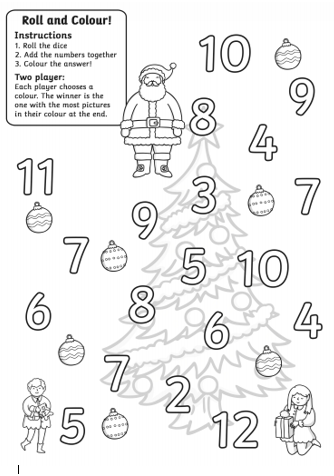 Roll and Colour!
Instructions
1. Roll the dice
2. Add the numbers together
3. Colour the answer!
Two player:
Each player chooses a
colour. The winner is the
one with the most pictures
in their colour at the end.
10
9
8
4
11
3
7
9
7
5
10
8
6
6
4
7
2
5
12